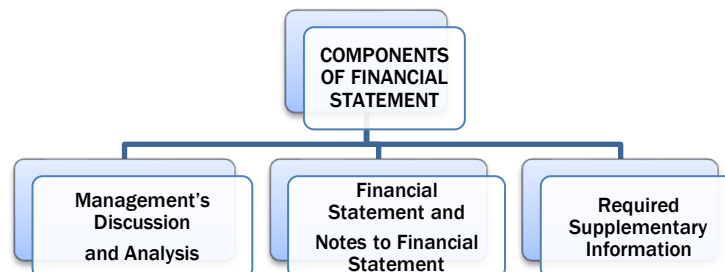 COMPONENTS
OF FINANCIAL
STATEMENT
Management's
Discussion
and Analysis
Financial
Statement and
Notes to Financial
Statement
Required
Supplementary
Information